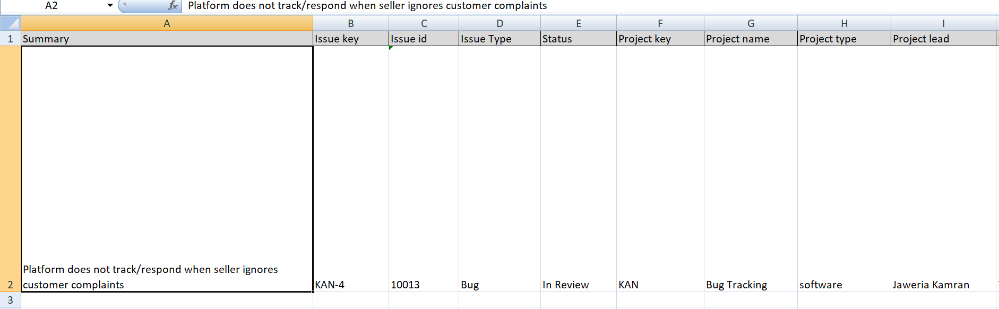 A2 fx Platform does not track/respond when seller ignores customer complaints
A B C D E F G H I
1 Summary Issue key Issue id Issue Type Status Project key Project name Project type Project lead
Platform does not track/respond when seller ignores
2 customer complaints KAN-4 10013 Bug In Review KAN Bug Tracking software Jaweria Kamran
3